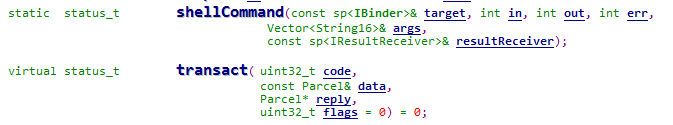 static status_t shellCommand(const sp<IBinder>& target, int in, int out, int err,
Vector<String16>& args,
const sp<IResultReceiver>& resultReceiver);
virtual status_t transact( uint32_t code,
const Parcel& data,
Parcel* reply,
uint32_t flags = 0) = 0;